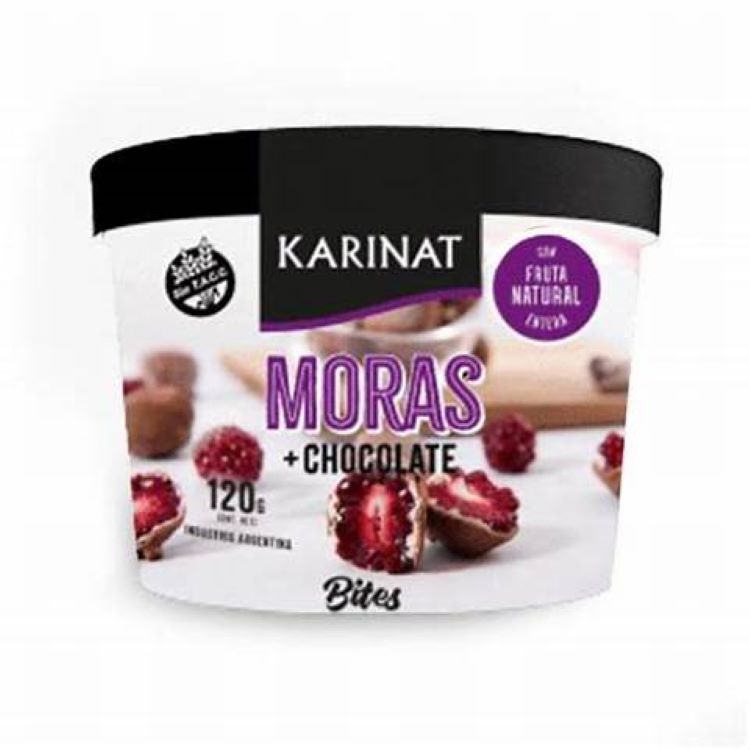 KARINAT
Sin T.A.C.C.
CON
FRUTA
NATURAL
ENTERA
MORAS
+ CHOCOLATE
120G
CONT. NETO
INDUSTRIA ARGENTINA
Bites